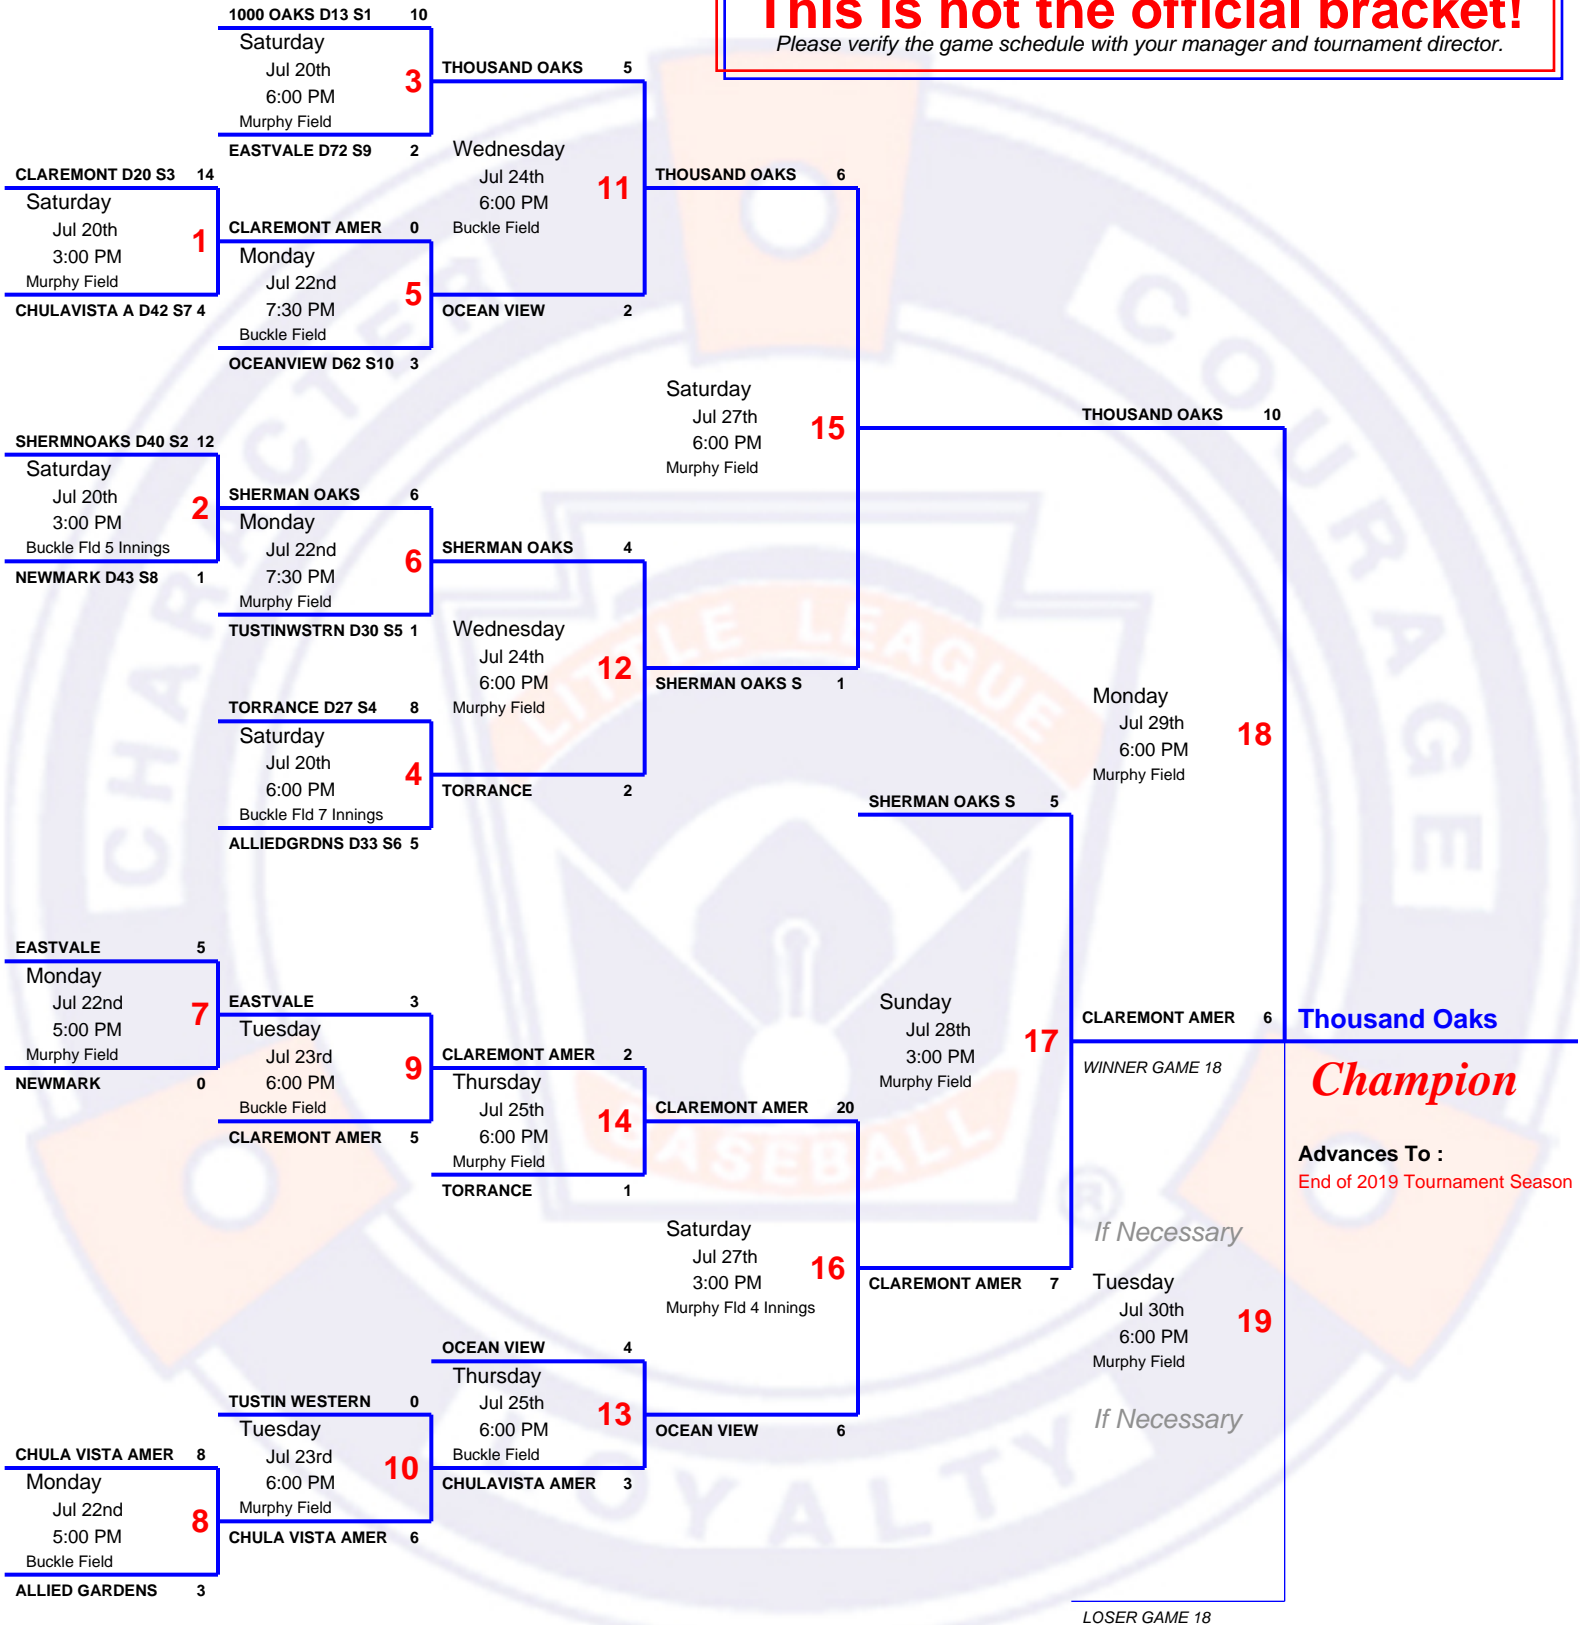 This is not the official bracket!
Please verify the game schedule with your manager and tournament director.
1000 OAKS D13 S1 10
Saturday
Jul 20th
6:00 PM
Murphy Field
3
EASTVALE D72 S9 2
THOUSAND OAKS 5
Wednesday
Jul 24th
6:00 PM
Buckle Field
11
CLAREMONT D20 S3 14
Saturday
Jul 20th
3:00 PM
Murphy Field
1
CHULAVISTA A D42 S7 4
CLAREMONT AMER 0
Monday
Jul 22nd
7:30 PM
Buckle Field
5
OCEANVIEW D62 S10 3
OCEAN VIEW 2
THOUSAND OAKS 6
Saturday
Jul 27th
6:00 PM
Murphy Field
15
SHERMNOAKS D40 S2 12
Saturday
Jul 20th
3:00 PM
Buckle Fld 5 Innings
2
NEWMARK D43 S8 1
SHERMAN OAKS 6
Monday
Jul 22nd
7:30 PM
Murphy Field
6
TUSTINWSTRN D30 S5 1
SHERMAN OAKS 4
Wednesday
Jul 24th
6:00 PM
Murphy Field
12
TORRANCE D27 S4 8
Saturday
Jul 20th
6:00 PM
Buckle Fld 7 Innings
4
ALLIEDGRDNS D33 S6 5
TORRANCE 2
SHERMAN OAKS S 1
THOUSAND OAKS 10
Monday
Jul 29th
6:00 PM
Murphy Field
18
SHERMAN OAKS S 5
Sunday
Jul 28th
3:00 PM
Murphy Field
17
EASTVALE 5
Monday
Jul 22nd
5:00 PM
Murphy Field
7
NEWMARK 0
EASTVALE 3
Tuesday
Jul 23rd
6:00 PM
Buckle Field
9
CLAREMONT AMER 5
CLAREMONT AMER 2
Thursday
Jul 25th
6:00 PM
Murphy Field
14
TORRANCE 1
CLAREMONT AMER 20
Saturday
Jul 27th
3:00 PM
Murphy Fld 4 Innings
16
CLAREMONT AMER 7
OCEAN VIEW 4
Thursday
Jul 25th
6:00 PM
Buckle Field
13
CHULAVISTA AMER 3
OCEAN VIEW 6
TUSTIN WESTERN 0
Tuesday
Jul 23rd
6:00 PM
Murphy Field
10
CHULA VISTA AMER 6
CHULA VISTA AMER 8
Monday
Jul 22nd
5:00 PM
Buckle Field
8
ALLIED GARDENS 3
CLAREMONT AMER 6
WINNER GAME 18
If Necessary
Tuesday
Jul 30th
6:00 PM
Murphy Field
19
If Necessary
LOSER GAME 18
Thousand Oaks
Champion
Advances To :
End of 2019 Tournament Season
CHARACTER
COURAGE
LOYALTY
LITTLE LEAGUE
BASEBALL
®